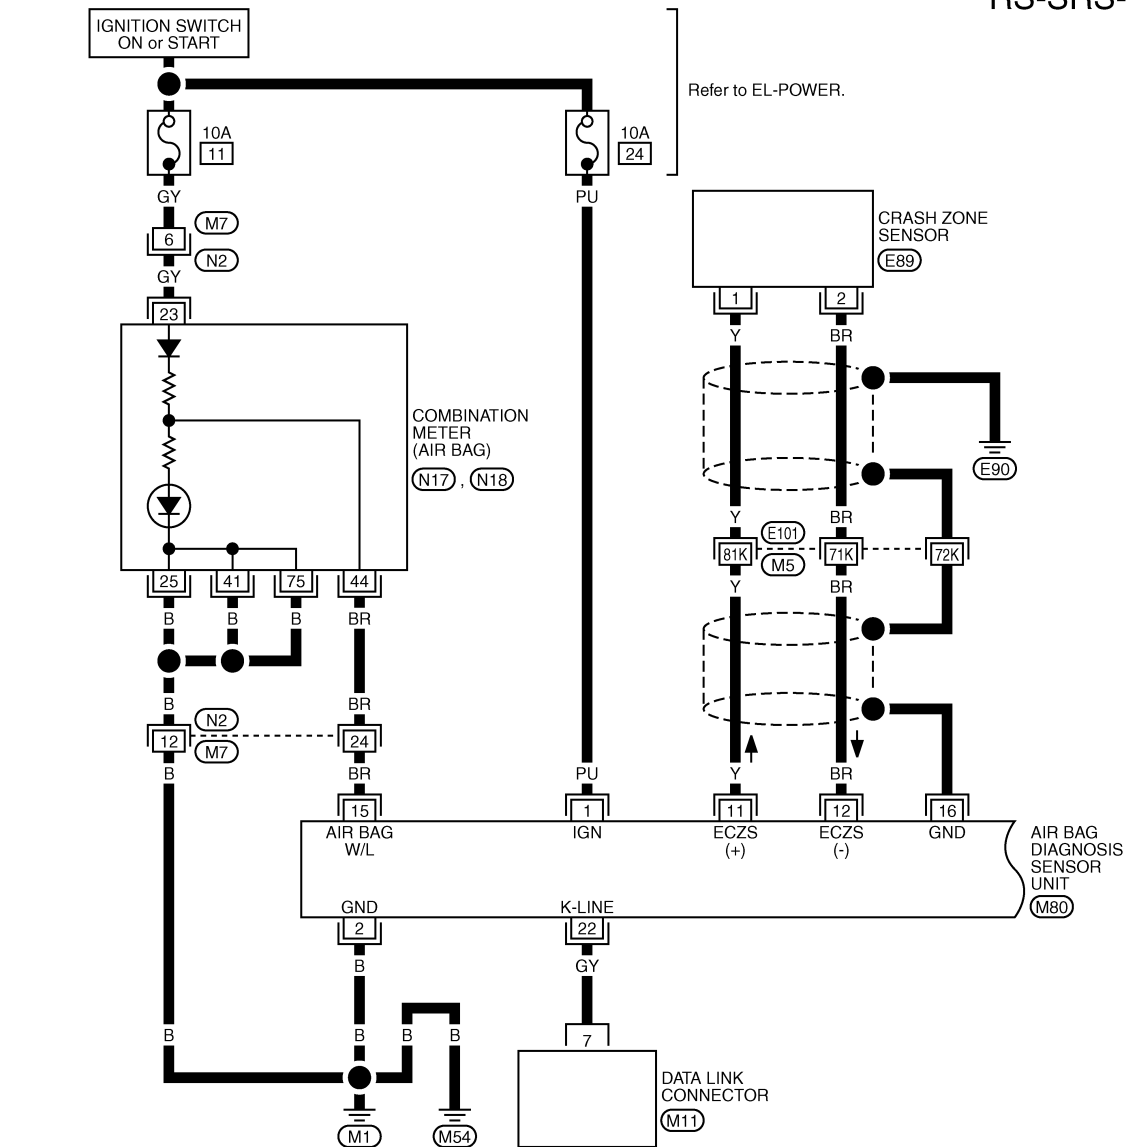 RS-SRS-
IGNITION SWITCH
ON or START
Refer to EL-POWER.
10A
11
10A
24
GY
PU
M7
6
N2
GY
23
CRASH ZONE
SENSOR
E89
1
2
Y
BR
COMBINATION
METER
(AIR BAG)
N17 , N18
E90
Y
BR
E101
81K
71K
72K
M5
25
41
75
44
Y
BR
B
B
B
BR
B
BR
N2
12
24
M7
B
BR
PU
Y
BR
15
1
11
12
16
AIR BAG
W/L
IGN
ECZS
(+)
ECZS
(-)
GND
AIR BAG
DIAGNOSIS
SENSOR
UNIT
M80
GND
K-LINE
2
22
B
GY
B
B
B
B
7
DATA LINK
CONNECTOR
M11
M1
M54